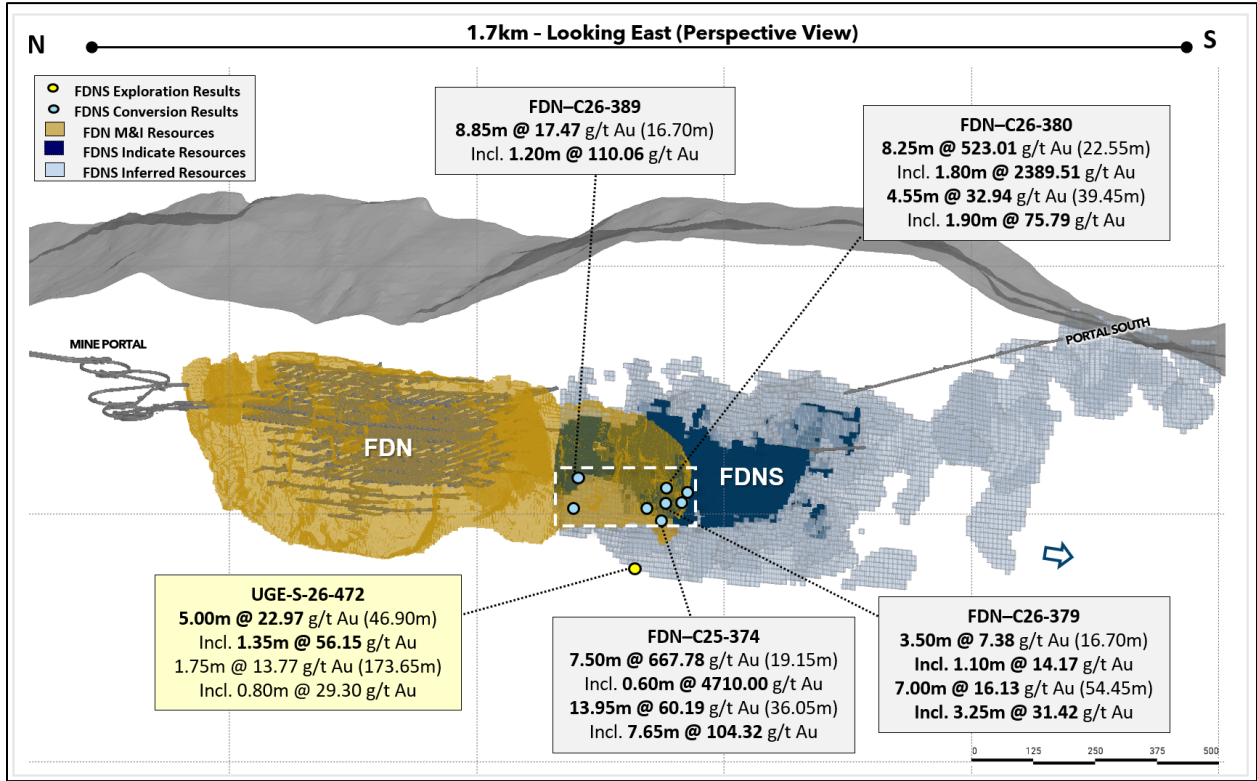 1.7km – Looking East (Perspective View)
N
S
FDNS Exploration Results
FDNS Conversion Results
FDN M&I Resources
FDNS Indicate Resources
FDNS Inferred Resources
FDN–C26-389
8.85m @ 17.47 g/t Au (16.70m)
Incl. 1.20m @ 110.06 g/t Au
FDN–C26-380
8.25m @ 523.01 g/t Au (22.55m)
Incl. 1.80m @ 2389.51 g/t Au
4.55m @ 32.94 g/t Au (39.45m)
Incl. 1.90m @ 75.79 g/t Au
MINE PORTAL
PORTAL SOUTH
FDN
FDNS
UGE-S-26-472
5.00m @ 22.97 g/t Au (46.90m)
Incl. 1.35m @ 56.15 g/t Au
1.75m @ 13.77 g/t Au (173.65m)
Incl. 0.80m @ 29.30 g/t Au
FDN–C25-374
7.50m @ 667.78 g/t Au (19.15m)
Incl. 0.60m @ 4710.00 g/t Au
13.95m @ 60.19 g/t Au (36.05m)
Incl. 7.65m @ 104.32 g/t Au
FDN–C26-379
3.50m @ 7.38 g/t Au (16.70m)
Incl. 1.10m @ 14.17 g/t Au
7.00m @ 16.13 g/t Au (54.45m)
Incl. 3.25m @ 31.42 g/t Au
0 125 250 375 500